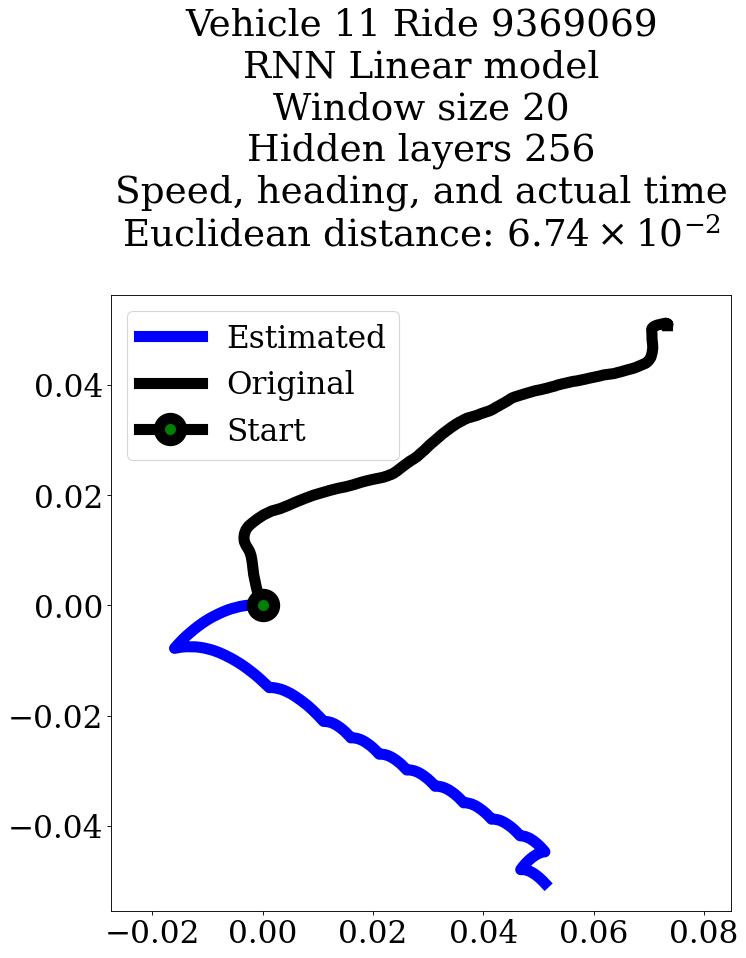 Vehicle 11 Ride 9369069
RNN Linear model
Window size 20
Hidden layers 256
Speed, heading, and actual time
Euclidean distance: 6.74 × 10⁻²
Estimated
Original
Start
0.04
0.02
0.00
−0.02
−0.04
−0.02 0.00 0.02 0.04 0.06 0.08